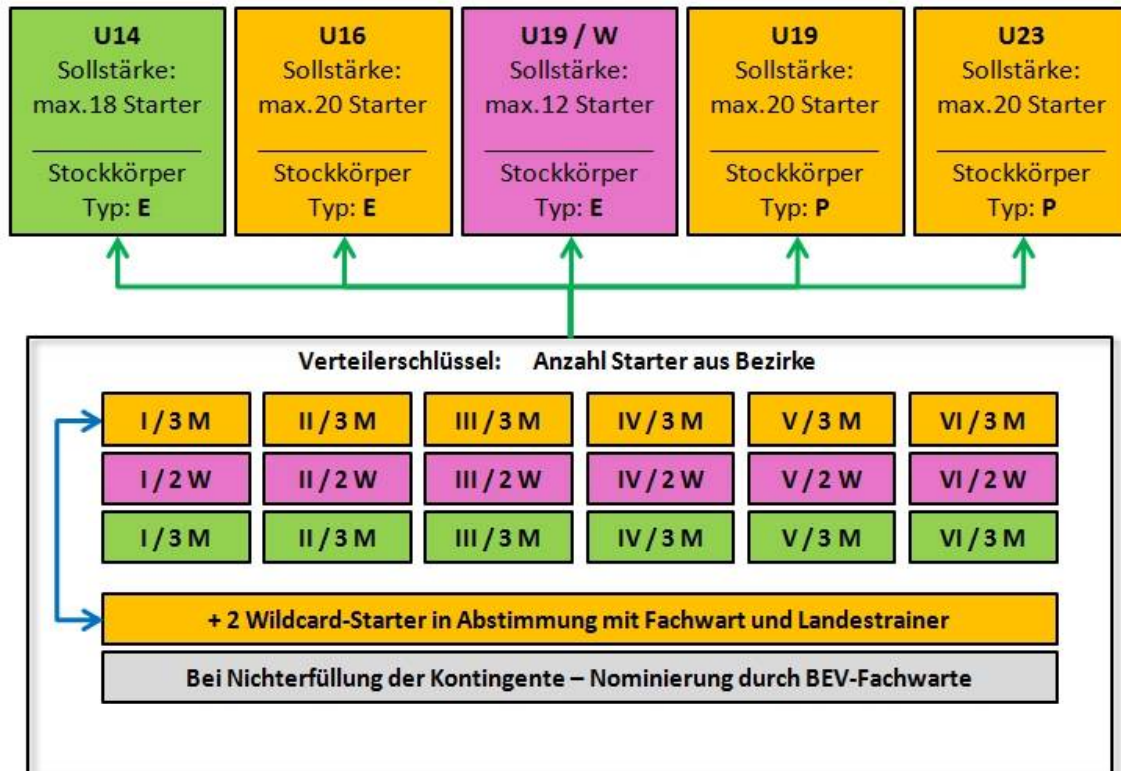 U14
Sollstärke:
max.18 Starter
Stockkörper
Typ: E
U16
Sollstärke:
max.20 Starter
Stockkörper
Typ: E
U19 / W
Sollstärke:
max.12 Starter
Stockkörper
Typ: E
U19
Sollstärke:
max.20 Starter
Stockkörper
Typ: P
U23
Sollstärke:
max.20 Starter
Stockkörper
Typ: P
Verteilerschlüssel: Anzahl Starter aus Bezirke
I / 3 M II / 3 M III / 3 M IV / 3 M V / 3 M VI / 3 M
I / 2 W II / 2 W III / 2 W IV / 2 W V / 2 W VI / 2 W
I / 3 M II / 3 M III / 3 M IV / 3 M V / 3 M VI / 3 M
+ 2 Wildcard-Starter in Abstimmung mit Fachwart und Landestrainer
Bei Nichterfüllung der Kontingente – Nominierung durch BEV-Fachwarte